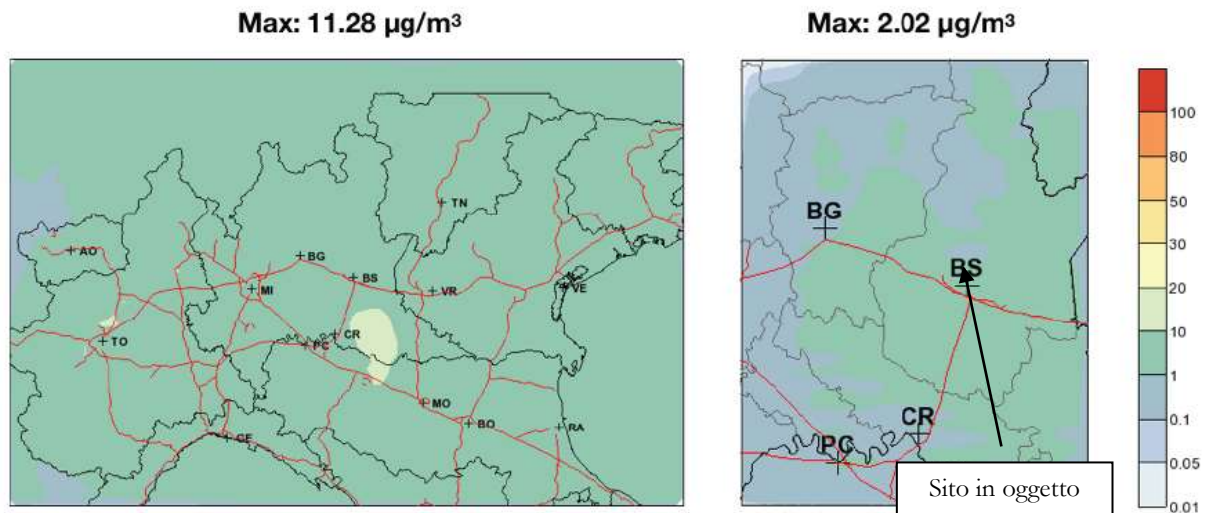 Max: 11.28 µg/m³
Max: 2.02 µg/m³
TN
AO
BG
BS
MI
VR
VE
TO
CR
PC
MO
BO
RA
GE
BG
BS
CR
PC
Sito in oggetto
100
80
50
30
20
10
1
0.1
0.05
0.01